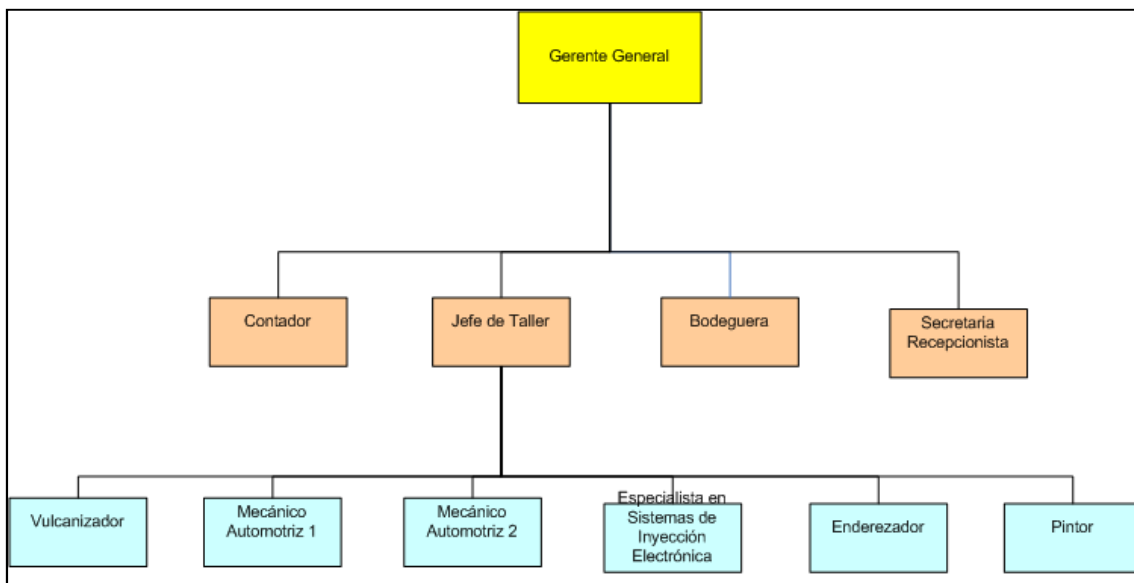 Gerente General
Contador
Jefe de Taller
Bodeguera
Secretaria
Recepcionista
Vulcanizador
Mecánico
Automotriz 1
Mecánico
Automotriz 2
Especialista en
Sistemas de
Inyección
Electrónica
Enderezador
Pintor